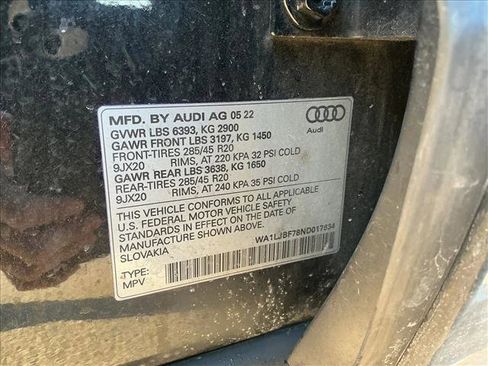 MFD. BY AUDI AG 05 22
GVWR LBS 6393, KG 2900
GAWR FRONT LBS 3197, KG 1450
FRONT-TIRES 285/45 R20
9JX20 RIMS, AT 220 KPA 32 PSI COLD
GAWR REAR LBS 3638, KG 1650
REAR-TIRES 285/45 R20
9JX20 RIMS, AT 240 KPA 35 PSI COLD
THIS VEHICLE CONFORMS TO ALL APPLICABLE
U.S. FEDERAL MOTOR VEHICLE SAFETY
STANDARDS IN EFFECT ON THE DATE OF
MANUFACTURE SHOWN ABOVE.
SLOVAKIA
TYPE:
MPV
Audi